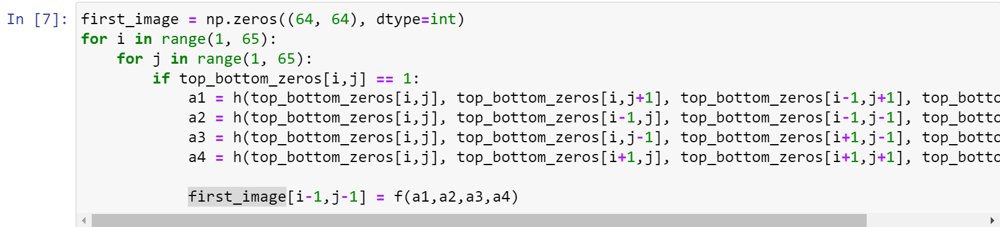 In [7]:
first_image = np.zeros((64, 64), dtype=int)
for i in range(1, 65):
    for j in range(1, 65):
        if top_bottom_zeros[i,j] == 1:
            a1 = h(top_bottom_zeros[i,j], top_bottom_zeros[i,j+1], top_bottom_zeros[i-1,j+1], top_botto
            a2 = h(top_bottom_zeros[i,j], top_bottom_zeros[i-1,j], top_bottom_zeros[i-1,j-1], top_botto
            a3 = h(top_bottom_zeros[i,j], top_bottom_zeros[i,j-1], top_bottom_zeros[i+1,j-1], top_botto
            a4 = h(top_bottom_zeros[i,j], top_bottom_zeros[i+1,j], top_bottom_zeros[i+1,j+1], top_botto
            first_image[i-1,j-1] = f(a1,a2,a3,a4)